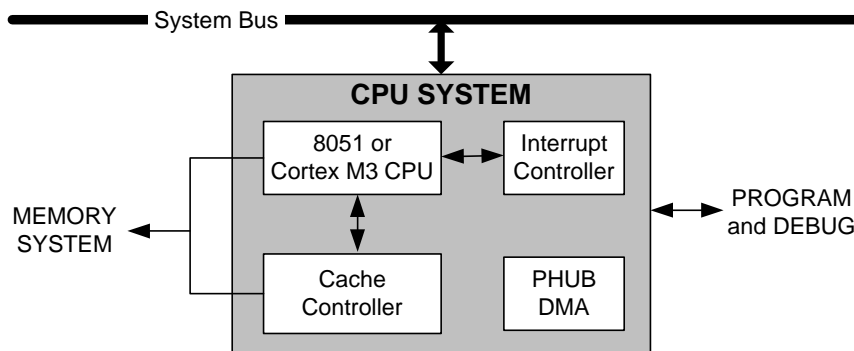 System Bus
CPU SYSTEM
8051 or
Cortex M3 CPU
Interrupt
Controller
MEMORY
SYSTEM
PROGRAM
and DEBUG
Cache
Controller
PHUB
DMA